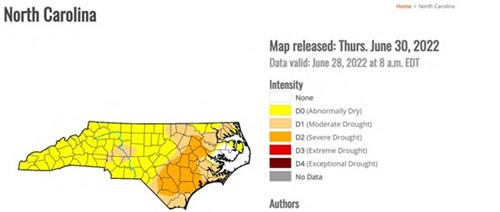 North Carolina
Home > North Carolina
Map released: Thurs. June 30, 2022
Data valid: June 28, 2022 at 8 a.m. EDT
Intensity
None
D0 (Abnormally Dry)
D1 (Moderate Drought)
D2 (Severe Drought)
D3 (Extreme Drought)
D4 (Exceptional Drought)
No Data
Authors